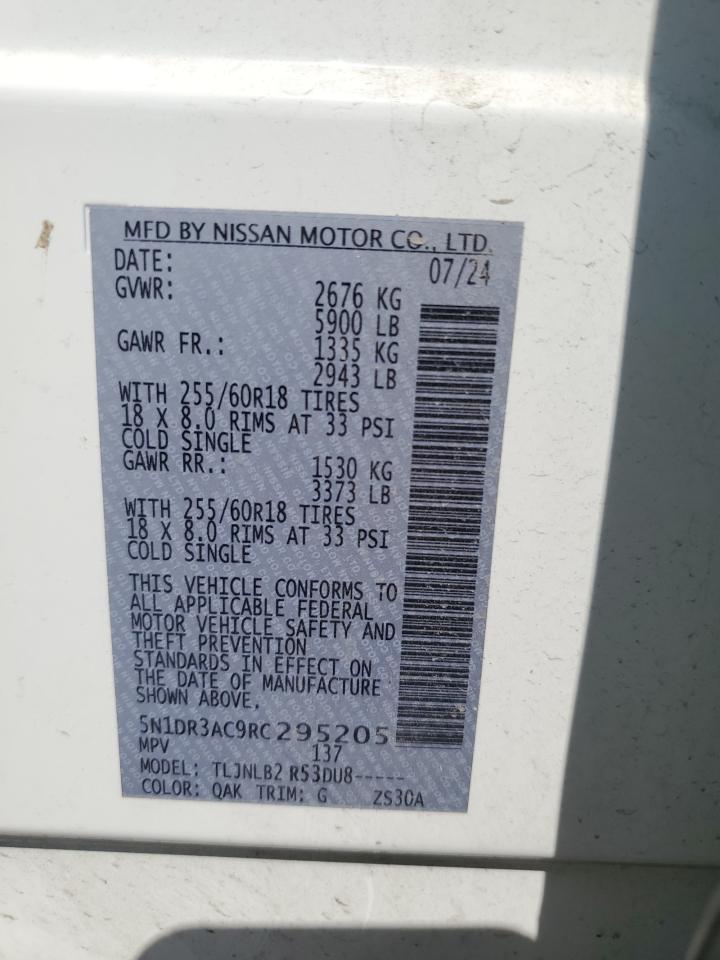 MFD BY NISSAN MOTOR CO., LTD.
DATE: 07/24
GVWR: 2676 KG
5900 LB
GAWR FR.: 1335 KG
2943 LB
WITH 255/60R18 TIRES
18 X 8.0 RIMS AT 33 PSI
COLD SINGLE
GAWR RR.: 1530 KG
3373 LB
WITH 255/60R18 TIRES
18 X 8.0 RIMS AT 33 PSI
COLD SINGLE
THIS VEHICLE CONFORMS TO
ALL APPLICABLE FEDERAL
MOTOR VEHICLE SAFETY AND
THEFT PREVENTION
STANDARDS IN EFFECT ON
THE DATE OF MANUFACTURE
SHOWN ABOVE.
5N1DR3AC9RC295205
MPV 137
MODEL: TLJNLB2 R53DU8-----
COLOR: QAK TRIM: G ZS30A